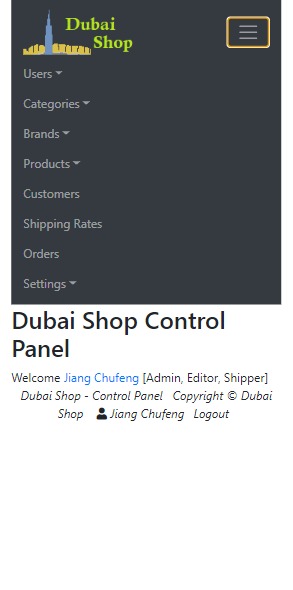 Dubai
Shop
Users
Categories
Brands
Products
Customers
Shipping Rates
Orders
Settings
Dubai Shop Control
Panel
Welcome Jiang Chufeng [Admin, Editor, Shipper]
Dubai Shop - Control Panel Copyright © Dubai
Shop Jiang Chufeng Logout